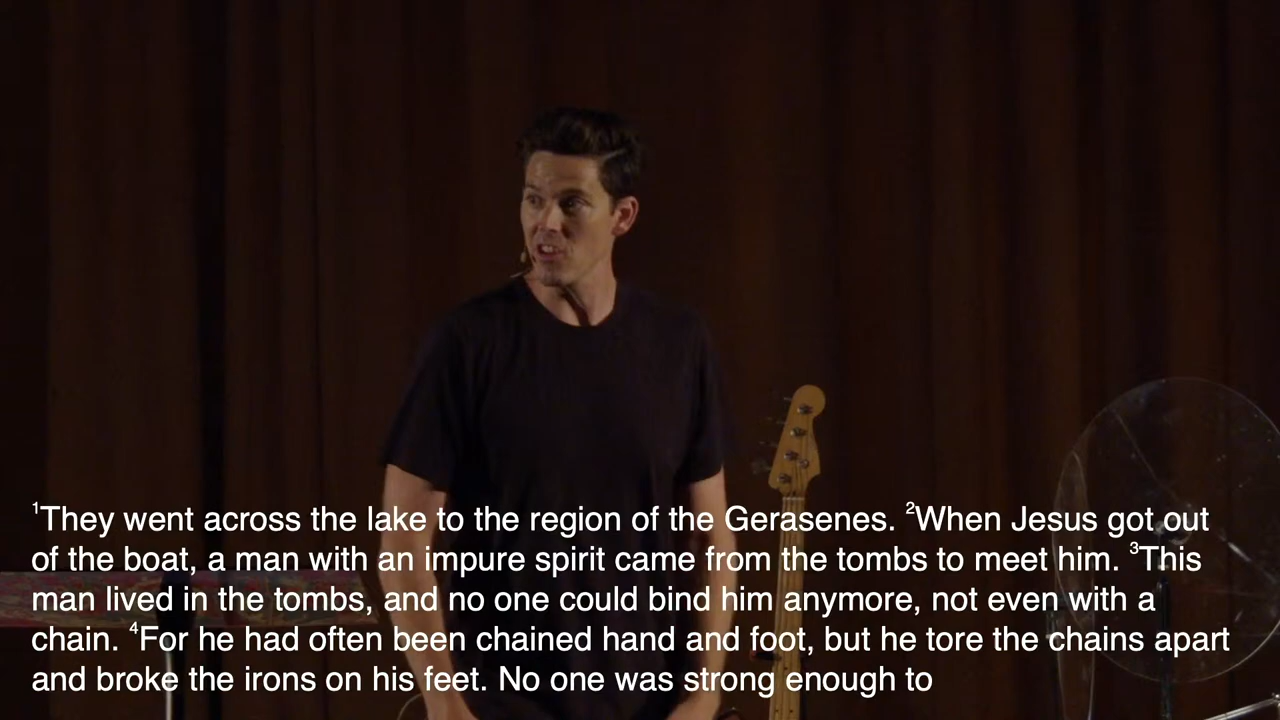 ¹They went across the lake to the region of the Gerasenes. ²When Jesus got out
of the boat, a man with an impure spirit came from the tombs to meet him. ³This
man lived in the tombs, and no one could bind him anymore, not even with a
chain. ⁴For he had often been chained hand and foot, but he tore the chains apart
and broke the irons on his feet. No one was strong enough to